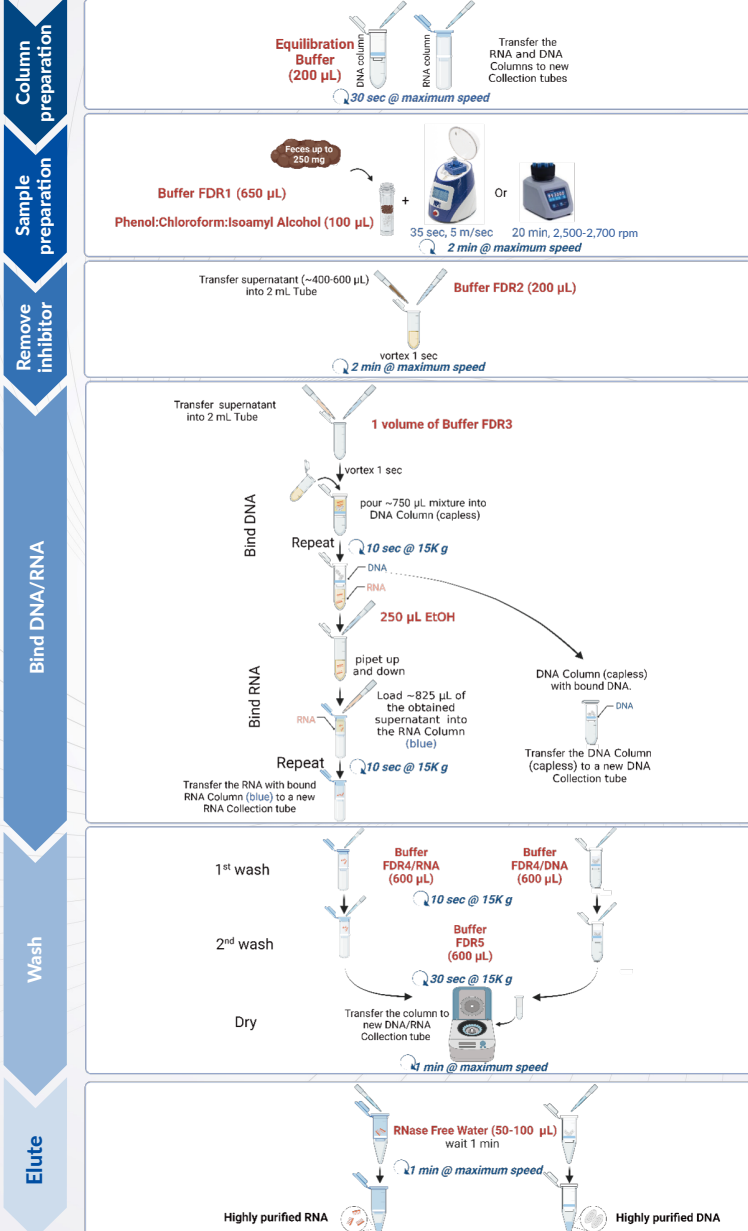 Column
preparation
Equilibration
Buffer
(200 µL)
DNA column
RNA column
Transfer the
RNA and DNA
Columns to new
Collection tubes
30 sec @ maximum speed
Sample
preparation
Feces up to
250 mg
Buffer FDR1 (650 µL)
Phenol:Chloroform:Isoamyl Alcohol (100 µL)
+
Or
35 sec, 5 m/sec
20 min, 2,500-2,700 rpm
2 min @ maximum speed
Remove
inhibitor
Transfer supernatant (~400-600 µL)
into 2 mL Tube
Buffer FDR2 (200 µL)
vortex 1 sec
2 min @ maximum speed
Bind DNA/RNA
Transfer supernatant
into 2 mL Tube
1 volume of Buffer FDR3
vortex 1 sec
Bind DNA
pour ~750 µL mixture into
DNA Column (capless)
Repeat
10 sec @ 15K g
DNA
RNA
250 µL EtOH
pipet up
and down
Bind RNA
Load ~825 µL of
the obtained
supernatant into
the RNA Column
(blue)
RNA
Repeat
10 sec @ 15K g
Transfer the RNA with bound
RNA Column (blue) to a new
RNA Collection tube
DNA Column (capless)
with bound DNA.
DNA
Transfer the DNA Column
(capless) to a new DNA
Collection tube
Wash
1st wash
Buffer
FDR4/RNA
(600 µL)
Buffer
FDR4/DNA
(600 µL)
10 sec @ 15K g
2nd wash
Buffer
FDR5
(600 µL)
30 sec @ 15K g
Dry
Transfer the column to
new DNA/RNA
Collection tube
1 min @ maximum speed
Elute
RNase Free Water (50-100 µL)
wait 1 min
1 min @ maximum speed
Highly purified RNA
Highly purified DNA